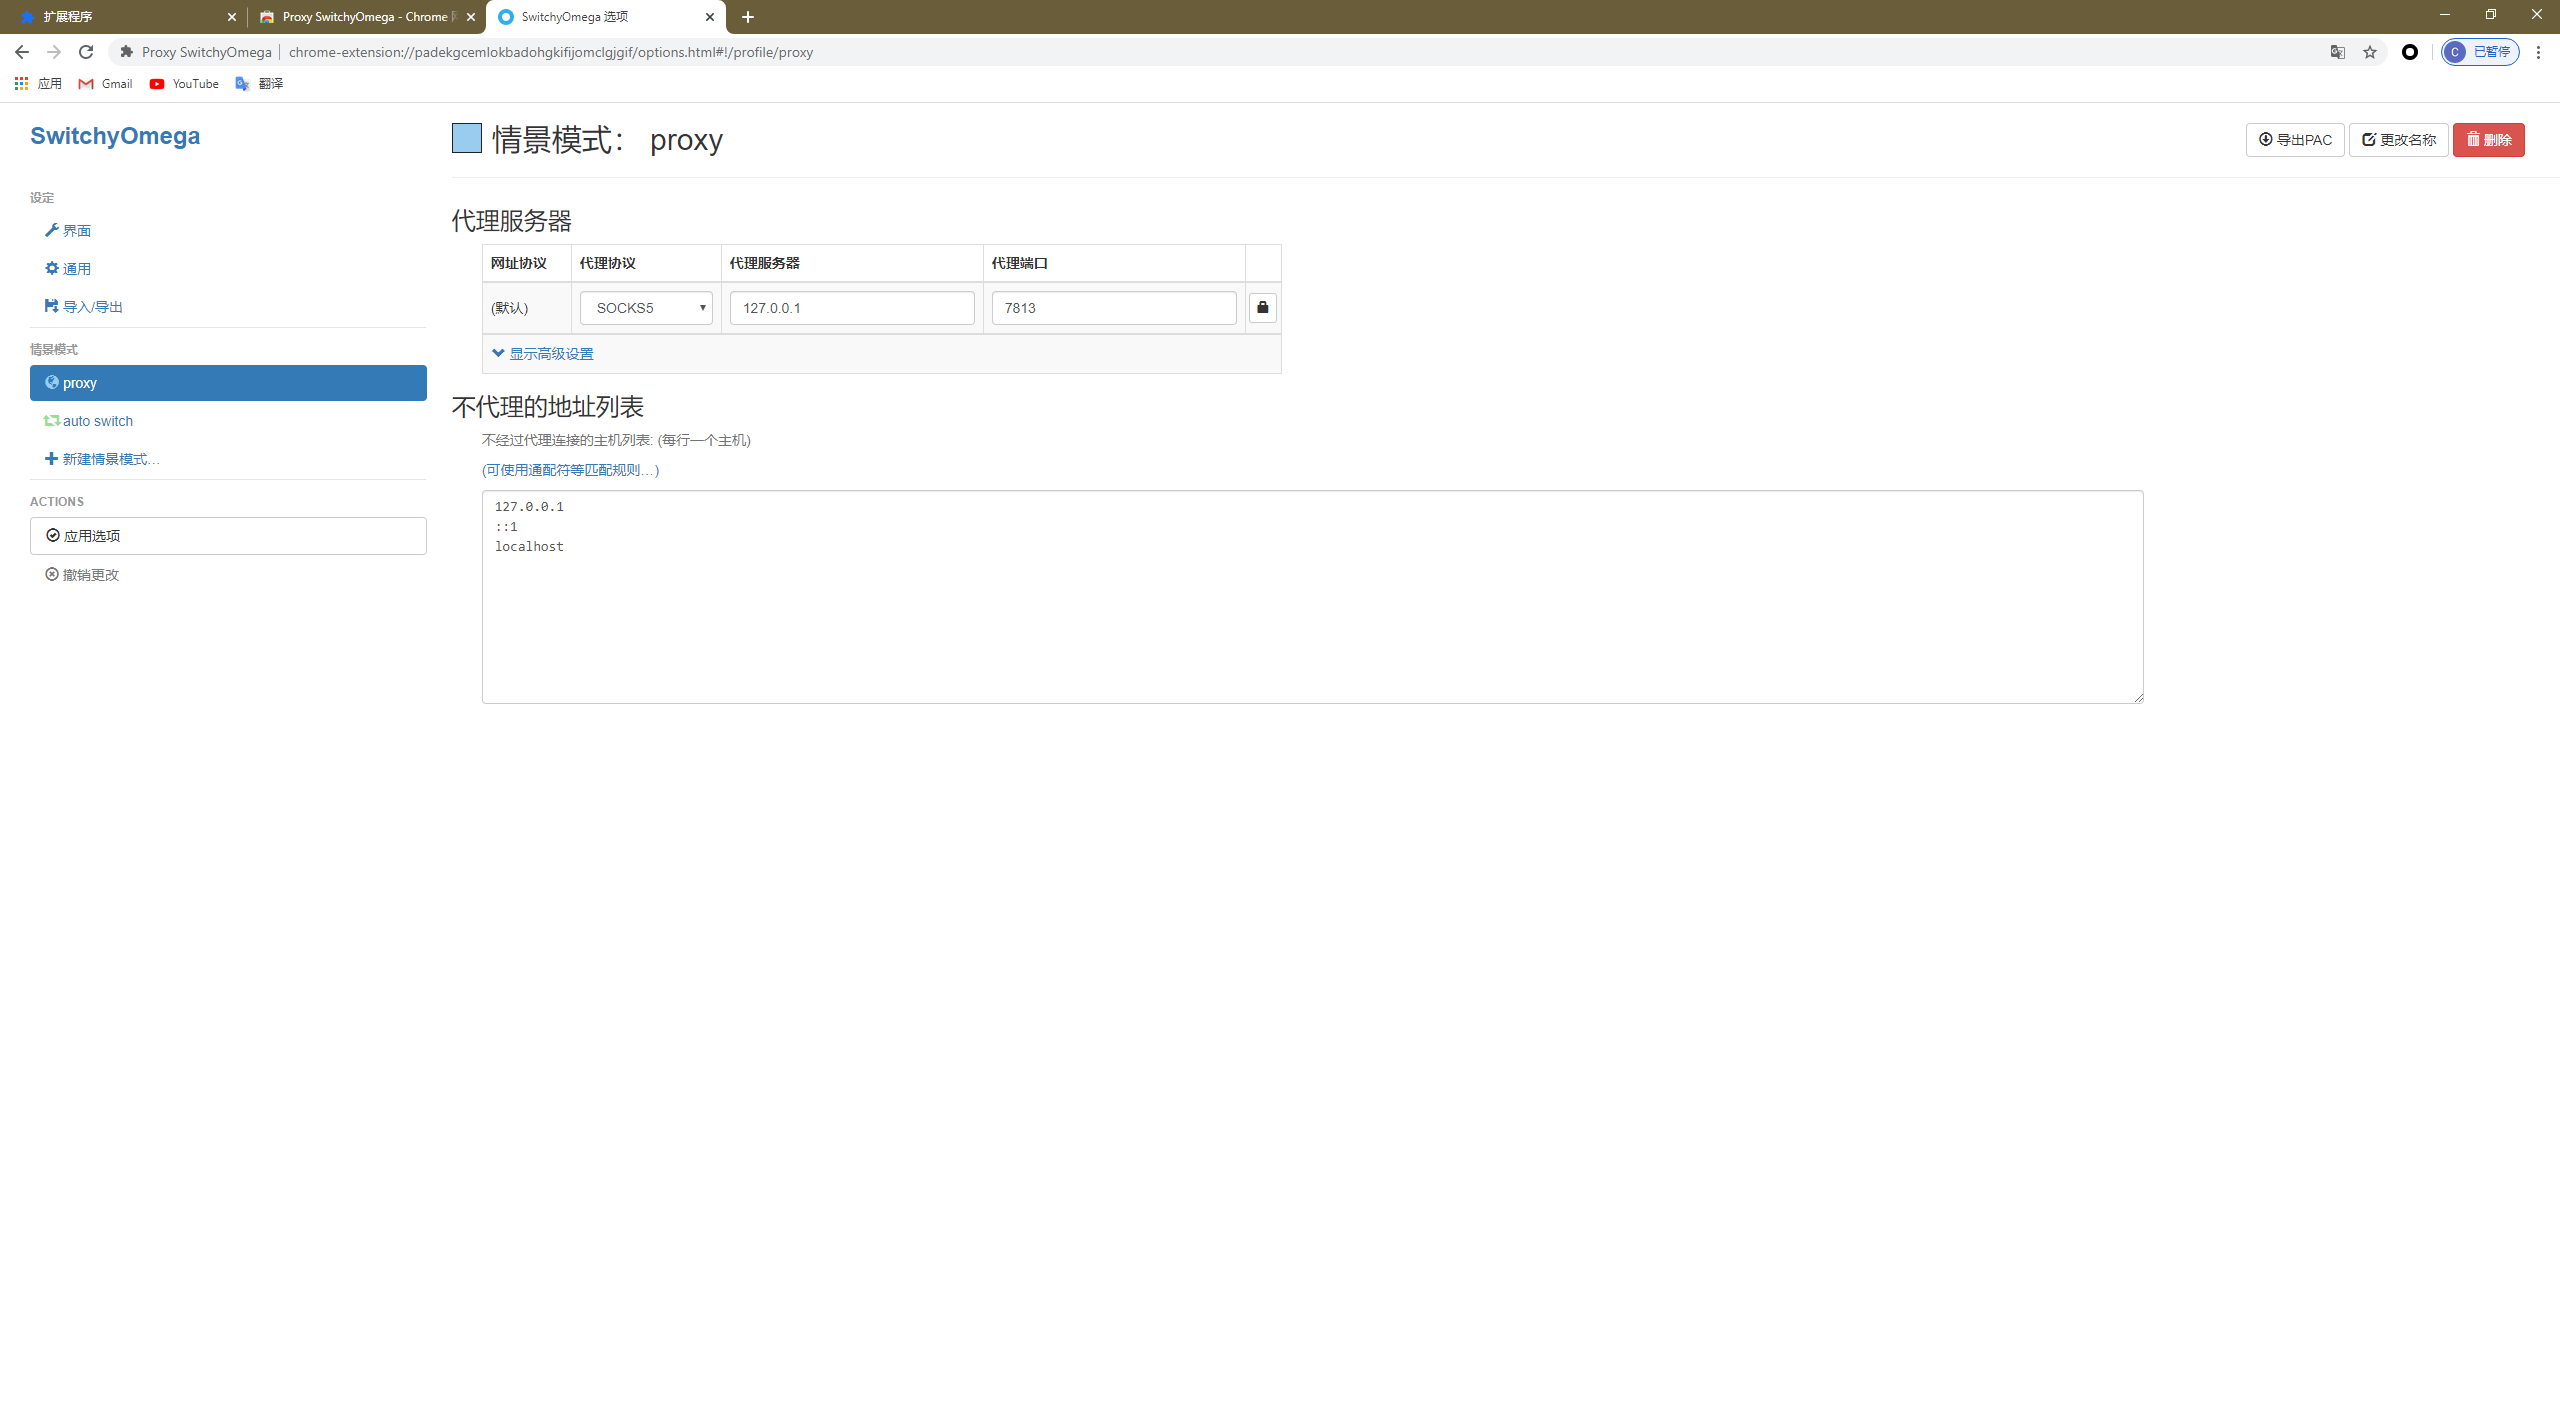 扩展程序
Proxy SwitchyOmega - Chrome
SwitchyOmega 选项
Proxy SwitchyOmega
chrome-extension://padekgcemlokbadohgkifijomclgjgif/options.html#!/profile/proxy
C
已暂停
应用
Gmail
YouTube
翻译
SwitchyOmega
设定
界面
通用
导入/导出
情景模式
proxy
auto switch
新建情景模式…
ACTIONS
应用选项
撤销更改
情景模式： proxy
导出PAC
更改名称
删除
代理服务器
网址协议 代理协议 代理服务器 代理端口
(默认) SOCKS5 127.0.0.1 7813
显示高级设置
不代理的地址列表
不经过代理连接的主机列表: (每行一个主机)
(可使用通配符等匹配规则…)
127.0.0.1
::1
localhost